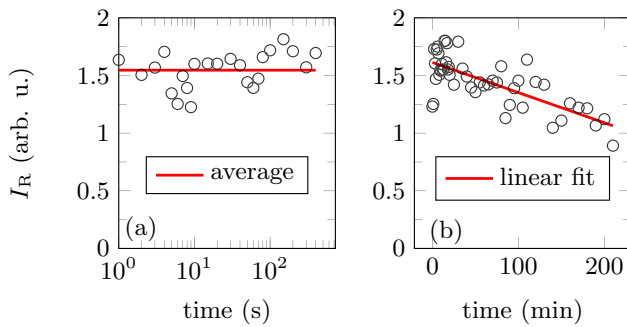 2
1.5
1
0.5
0
I_R (arb. u.)
average
(a)
10^0 10^1 10^2
time (s)
2
1.5
1
0.5
0
linear fit
(b)
0 100 200
time (min)